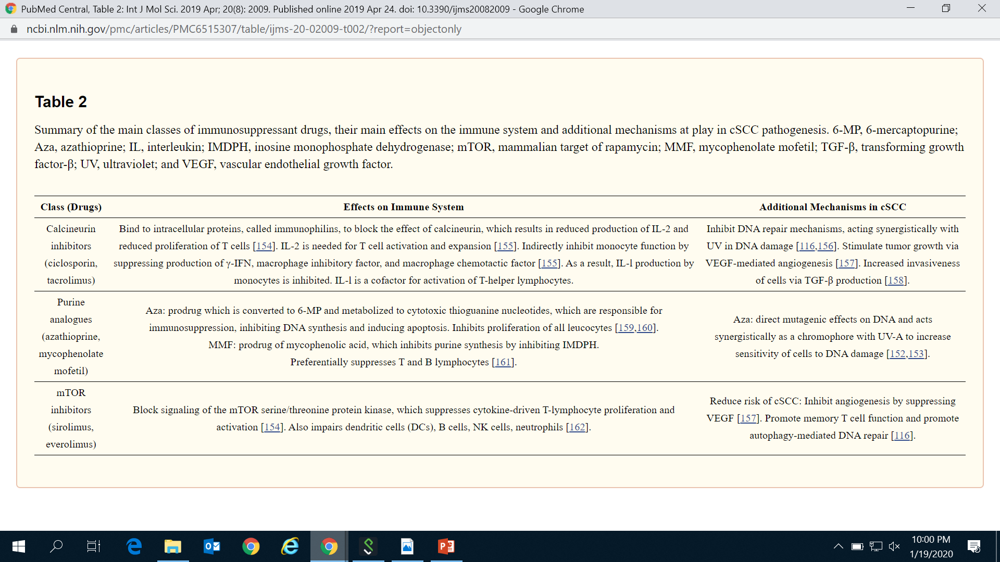 PubMed Central, Table 2: Int J Mol Sci. 2019 Apr; 20(8): 2009. Published online 2019 Apr 24. doi: 10.3390/ijms20082009 - Google Chrome
ncbi.nlm.nih.gov/pmc/articles/PMC6515307/table/ijms-20-02009-t002/?report=objectonly
Table 2
Summary of the main classes of immunosuppressant drugs, their main effects on the immune system and additional mechanisms at play in cSCC pathogenesis. 6-MP, 6-mercaptopurine;
Aza, azathioprine; IL, interleukin; IMDPH, inosine monophosphate dehydrogenase; mTOR, mammalian target of rapamycin; MMF, mycophenolate mofetil; TGF-β, transforming growth
factor-β; UV, ultraviolet; and VEGF, vascular endothelial growth factor.
Class (Drugs)
Effects on Immune System
Additional Mechanisms in cSCC
Calcineurin
inhibitors
(ciclosporin,
tacrolimus)
Bind to intracellular proteins, called immunophilins, to block the effect of calcineurin, which results in reduced production of IL-2 and
reduced proliferation of T cells [154]. IL-2 is needed for T cell activation and expansion [155]. Indirectly inhibit monocyte function by
suppressing production of γ-IFN, macrophage inhibitory factor, and macrophage chemotactic factor [155]. As a result, IL-l production by
monocytes is inhibited. IL-l is a cofactor for activation of T-helper lymphocytes.
Inhibit DNA repair mechanisms, acting synergistically with
UV in DNA damage [116,156]. Stimulate tumor growth via
VEGF-mediated angiogenesis [157]. Increased invasiveness
of cells via TGF-β production [158].
Purine
analogues
(azathioprine,
mycophenolate
mofetil)
Aza: prodrug which is converted to 6-MP and metabolized to cytotoxic thioguanine nucleotides, which are responsible for
immunosuppression, inhibiting DNA synthesis and inducing apoptosis. Inhibits proliferation of all leucocytes [159,160].
MMF: prodrug of mycophenolic acid, which inhibits purine synthesis by inhibiting IMDPH.
Preferentially suppresses T and B lymphocytes [161].
Aza: direct mutagenic effects on DNA and acts
synergistically as a chromophore with UV-A to increase
sensitivity of cells to DNA damage [152,153].
mTOR
inhibitors
(sirolimus,
everolimus)
Block signaling of the mTOR serine/threonine protein kinase, which suppresses cytokine-driven T-lymphocyte proliferation and
activation [154]. Also impairs dendritic cells (DCs), B cells, NK cells, neutrophils [162].
Reduce risk of cSCC: Inhibit angiogenesis by suppressing
VEGF [157]. Promote memory T cell function and promote
autophagy-mediated DNA repair [116].
10:00 PM
1/19/2020